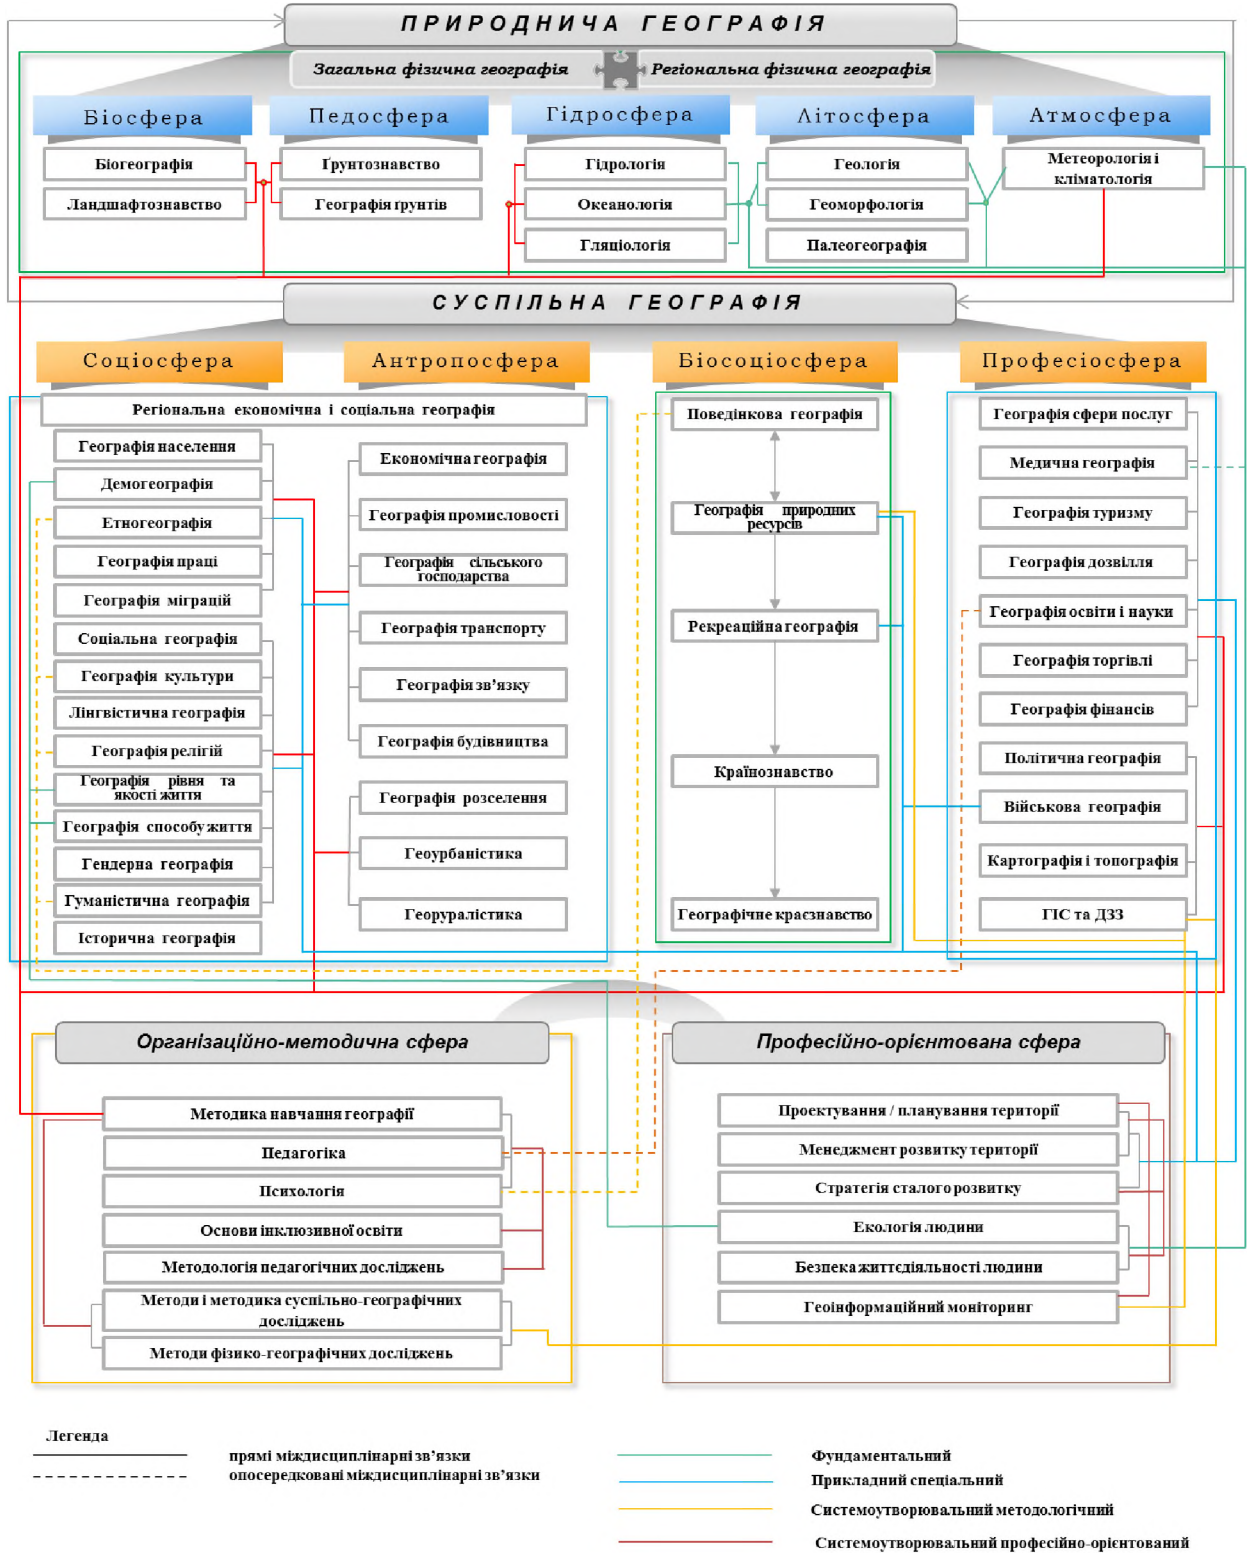 ПРИРОДНИЧА ГЕОГРАФІЯ
Загальна фізична географія
Регіональна фізична географія
Біосфера
Педосфера
Гідросфера
Літосфера
Атмосфера
Біогеографія
Ландшафтознавство
Ґрунтознавство
Географія ґрунтів
Гідрологія
Океанологія
Гляціологія
Геологія
Геоморфологія
Палеогеографія
Метеорологія і
кліматологія
СУСПІЛЬНА ГЕОГРАФІЯ
Соціосфера
Антропосфера
Біосоціосфера
Професіосфера
Регіональна економічна і соціальна географія
Географія населення
Демогеографія
Етногеографія
Географія праці
Географія міграцій
Соціальна географія
Географія культури
Лінгвістична географія
Географія релігій
Географія рівня та
якості життя
Географія способу життя
Гендерна географія
Гуманістична географія
Історична географія
Економічна географія
Географія промисловості
Географія сільського
господарства
Географія транспорту
Географія зв’язку
Географія будівництва
Географія розселення
Геоурбаністика
Георуралістика
Поведінкова географія
Географія природних
ресурсів
Рекреаційна географія
Країнознавство
Географічне краєзнавство
Географія сфери послуг
Медична географія
Географія туризму
Географія дозвілля
Географія освіти і науки
Географія торгівлі
Географія фінансів
Політична географія
Військова географія
Картографія і топографія
ГІС та ДЗЗ
Організаційно-методична сфера
Професійно-орієнтована сфера
Методика навчання географії
Педагогіка
Психологія
Основи інклюзивної освіти
Методологія педагогічних досліджень
Методи і методика суспільно-географічних
досліджень
Методи фізико-географічних досліджень
Проектування / планування території
Менеджмент розвитку території
Стратегія сталого розвитку
Екологія людини
Безпека життєдіяльності людини
Геоінформаційний моніторинг
Легенда
прямі міждисциплінарні зв’язки
опосередковані міждисциплінарні зв’язки
Фундаментальний
Прикладний спеціальний
Системоутворювальний методологічний
Системоутворювальний професійно-орієнтований